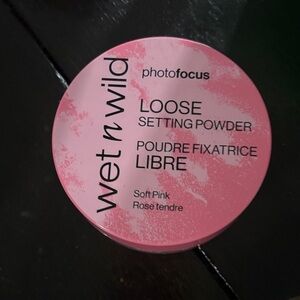 wet n wild
photofocus
LOOSE
SETTING POWDER
POUDRE FIXATRICE
LIBRE
Soft Pink
Rose tendre